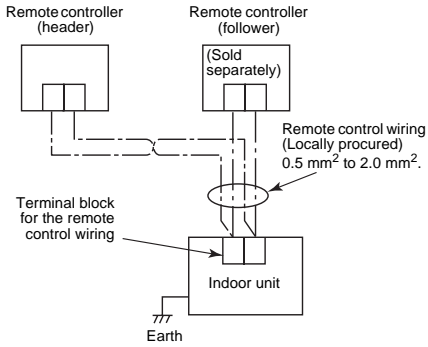 Remote controller
(header)
Remote controller
(follower)
(Sold
separately)
Remote control wiring
(Locally procured)
0.5 mm² to 2.0 mm².
Terminal block
for the remote
control wiring
Indoor unit
Earth